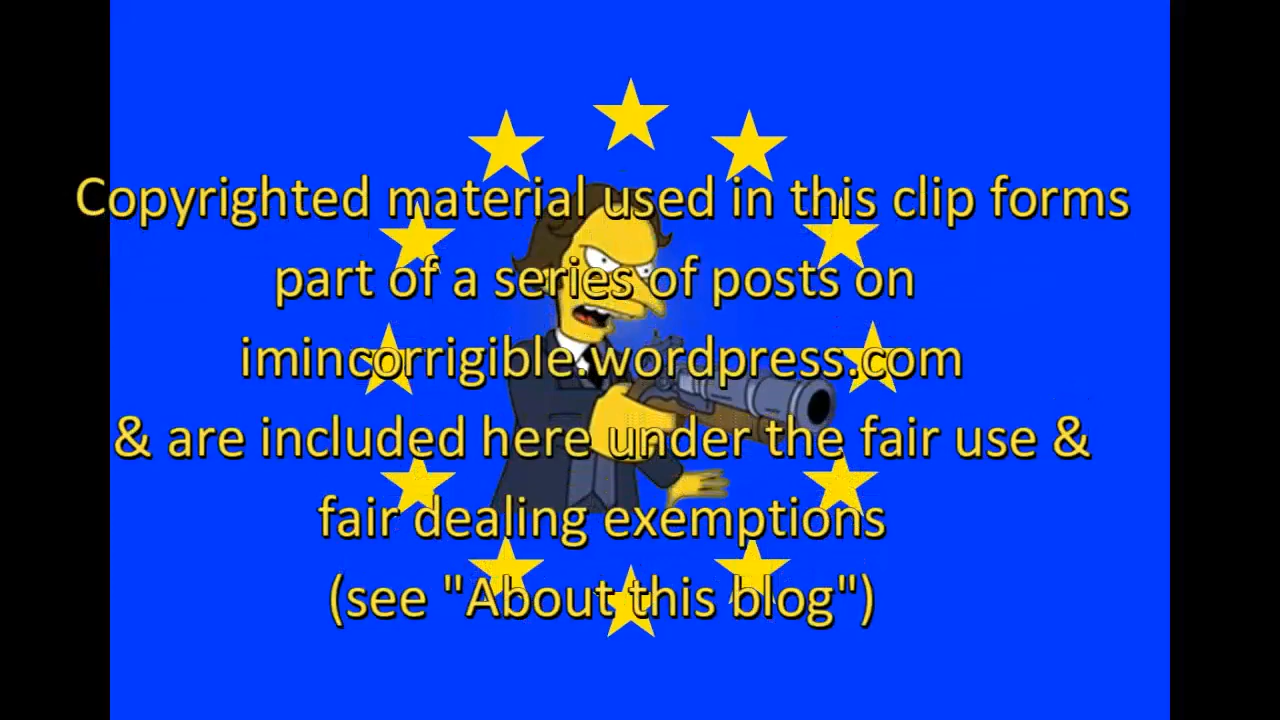 Copyrighted material used in this clip forms
part of a series of posts on
imincorrigible.wordpress.com
& are included here under the fair use &
fair dealing exemptions
(see "About this blog")